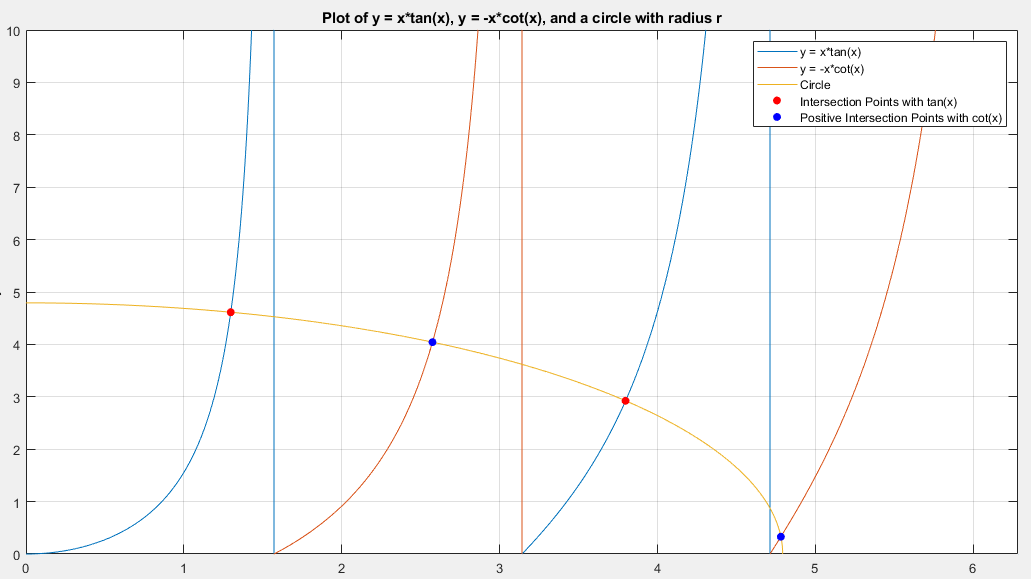 Plot of y = x*tan(x), y = -x*cot(x), and a circle with radius r
10
9
8
7
6
5
4
3
2
1
0
y = x*tan(x)
y = -x*cot(x)
Circle
Intersection Points with tan(x)
Positive Intersection Points with cot(x)
0 1 2 3 4 5 6